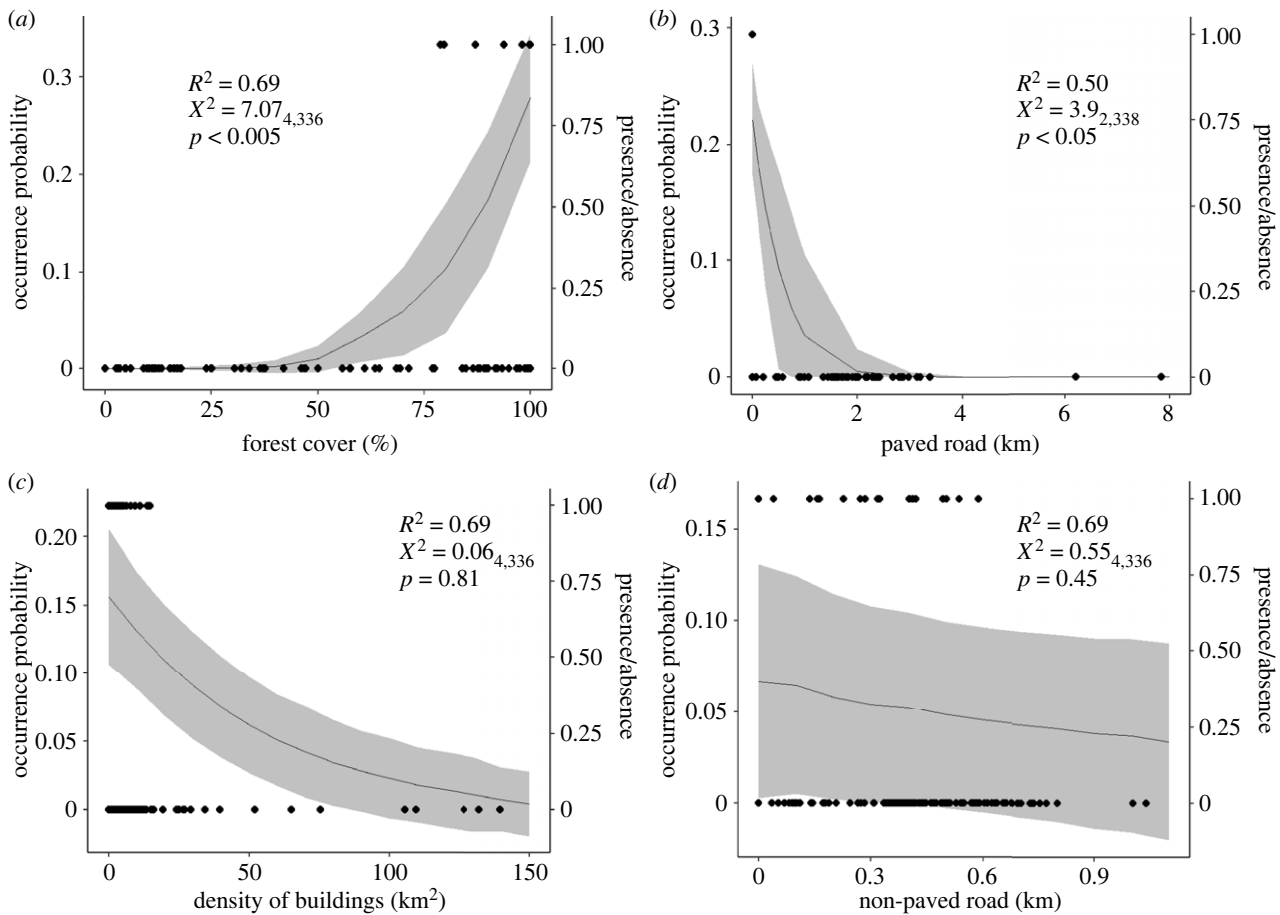 (a)
occurrence probability
0.3
0.2
0.1
0
R² = 0.69
X² = 7.07₄,₃₃₆
p < 0.005
1.00
0.75
0.50
0.25
0
presence/absence
0 25 50 75 100
forest cover (%)
(b)
occurrence probability
0.3
0.2
0.1
0
R² = 0.50
X² = 3.9₂,₃₃₈
p < 0.05
1.00
0.75
0.50
0.25
0
presence/absence
0 2 4 6 8
paved road (km)
(c)
occurrence probability
0.20
0.15
0.10
0.05
0
R² = 0.69
X² = 0.06₄,₃₃₆
p = 0.81
1.00
0.75
0.50
0.25
0
presence/absence
0 50 100 150
density of buildings (km²)
(d)
occurrence probability
0.15
0.10
0.05
0
R² = 0.69
X² = 0.55₄,₃₃₆
p = 0.45
1.00
0.75
0.50
0.25
0
presence/absence
0 0.3 0.6 0.9
non-paved road (km)